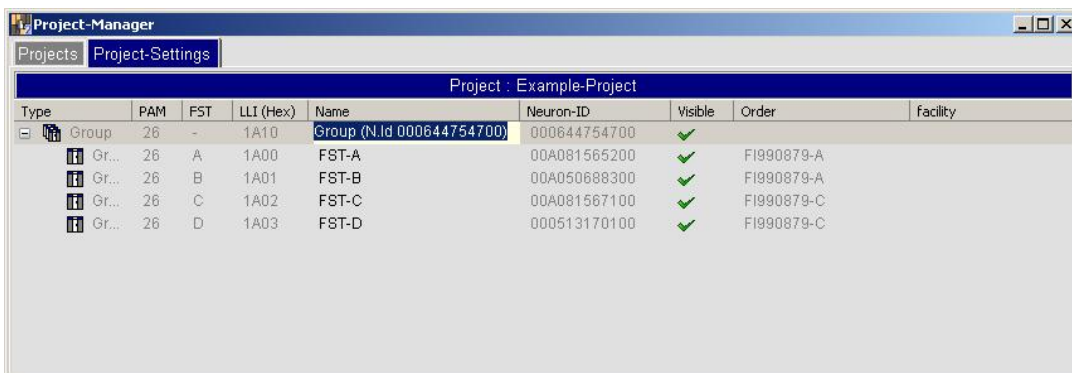 Project-Manager
Projects Project-Settings
Project : Example-Project
Type PAM FST LLI (Hex) Name Neuron-ID Visible Order facility
Group 26 - 1A10 Group (N.Id 000644754700) 000644754700
Gr... 26 A 1A00 FST-A 00A081565200 FI990879-A
Gr... 26 B 1A01 FST-B 00A050688300 FI990879-A
Gr... 26 C 1A02 FST-C 00A081567100 FI990879-C
Gr... 26 D 1A03 FST-D 000513170100 FI990879-C